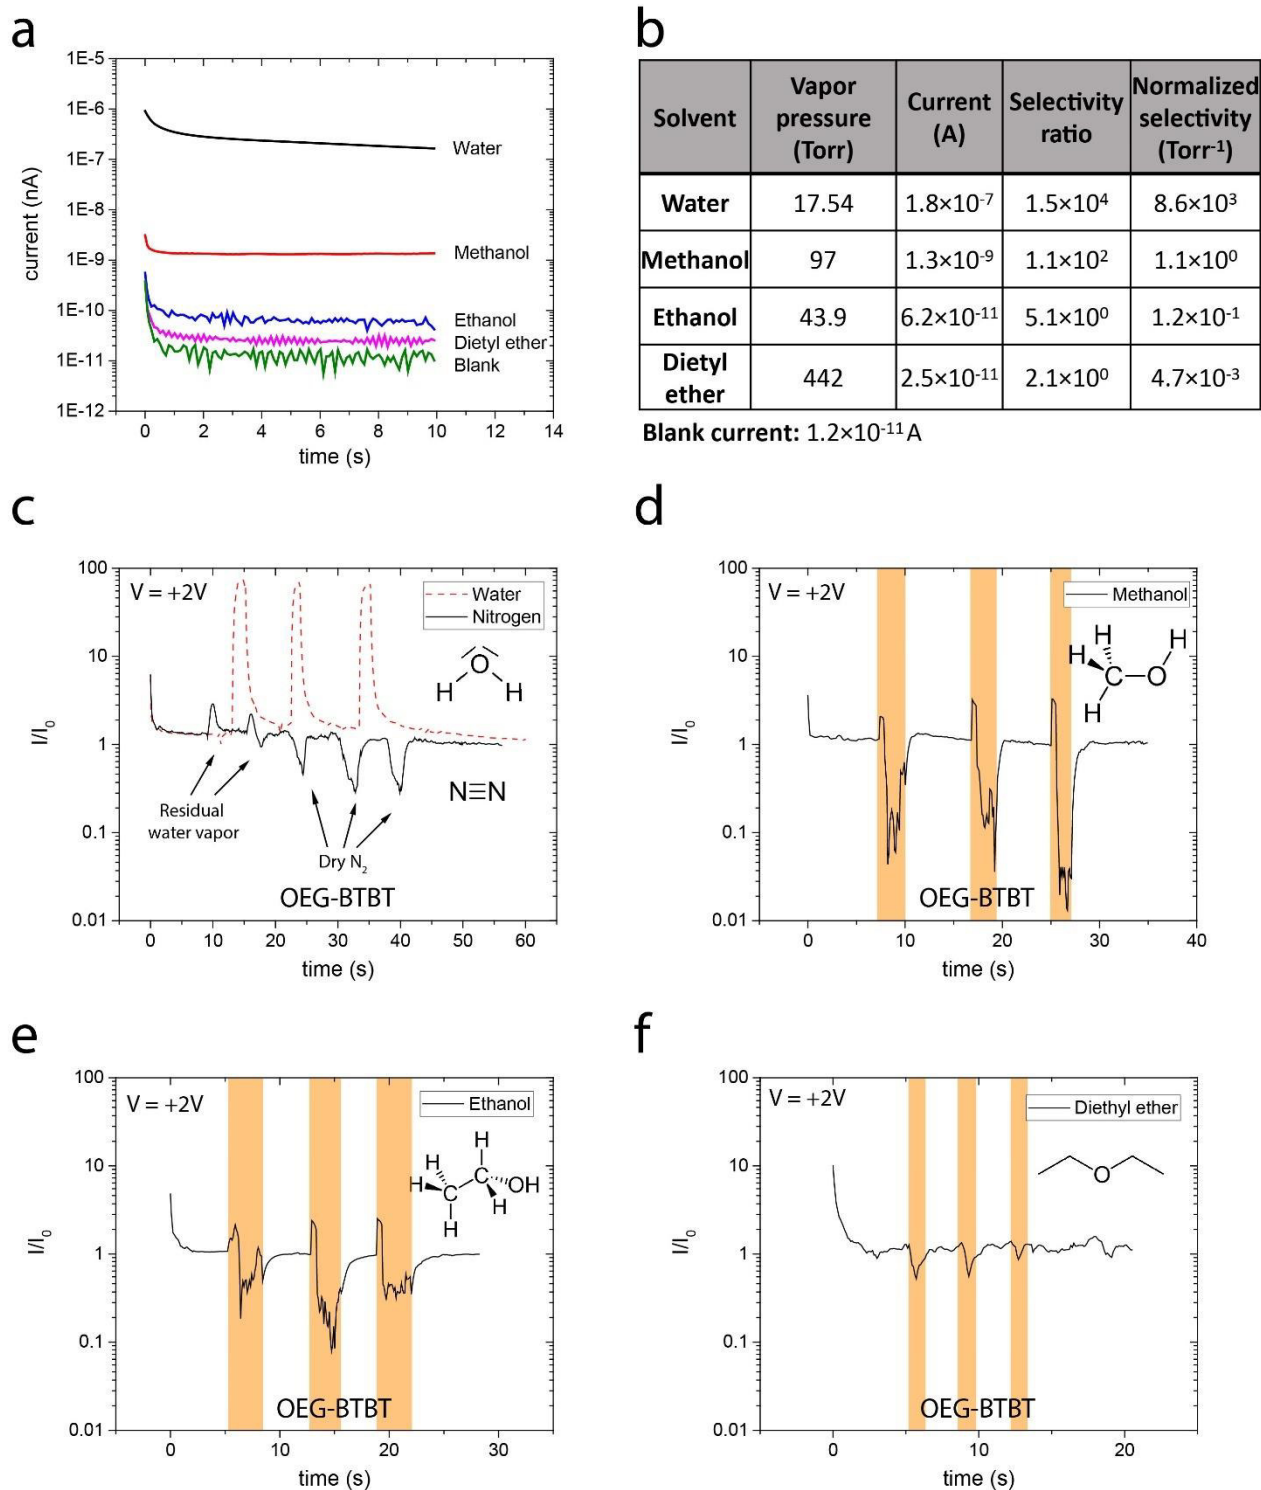 a
1E-5
1E-6
1E-7
1E-8
1E-9
1E-10
1E-11
1E-12
current (nA)
Water
Methanol
Ethanol
Dietyl ether
Blank
0 2 4 6 8 10 12 14
time (s)
b
Solvent Vapor pressure (Torr) Current (A) Selectivity ratio Normalized selectivity (Torr⁻¹)
Water 17.54 1.8×10⁻⁷ 1.5×10⁴ 8.6×10³
Methanol 97 1.3×10⁻⁹ 1.1×10² 1.1×10⁰
Ethanol 43.9 6.2×10⁻¹¹ 5.1×10⁰ 1.2×10⁻¹
Dietyl ether 442 2.5×10⁻¹¹ 2.1×10⁰ 4.7×10⁻³
Blank current: 1.2×10⁻¹¹A
c
V = +2V
Water
Nitrogen
O
H H
N≡N
Residual
water vapor
Dry N₂
OEG-BTBT
100
10
1
0.1
0.01
I/I₀
0 10 20 30 40 50 60
time (s)
d
V = +2V
Methanol
H H
H C O
H
OEG-BTBT
100
10
1
0.1
0.01
I/I₀
0 10 20 30 40
time (s)
e
V = +2V
Ethanol
H
H C
H C OH
H H
OEG-BTBT
100
10
1
0.1
0.01
I/I₀
0 10 20 30
time (s)
f
V = +2V
Diethyl ether
O
OEG-BTBT
100
10
1
0.1
0.01
I/I₀
0 10 20
time (s)